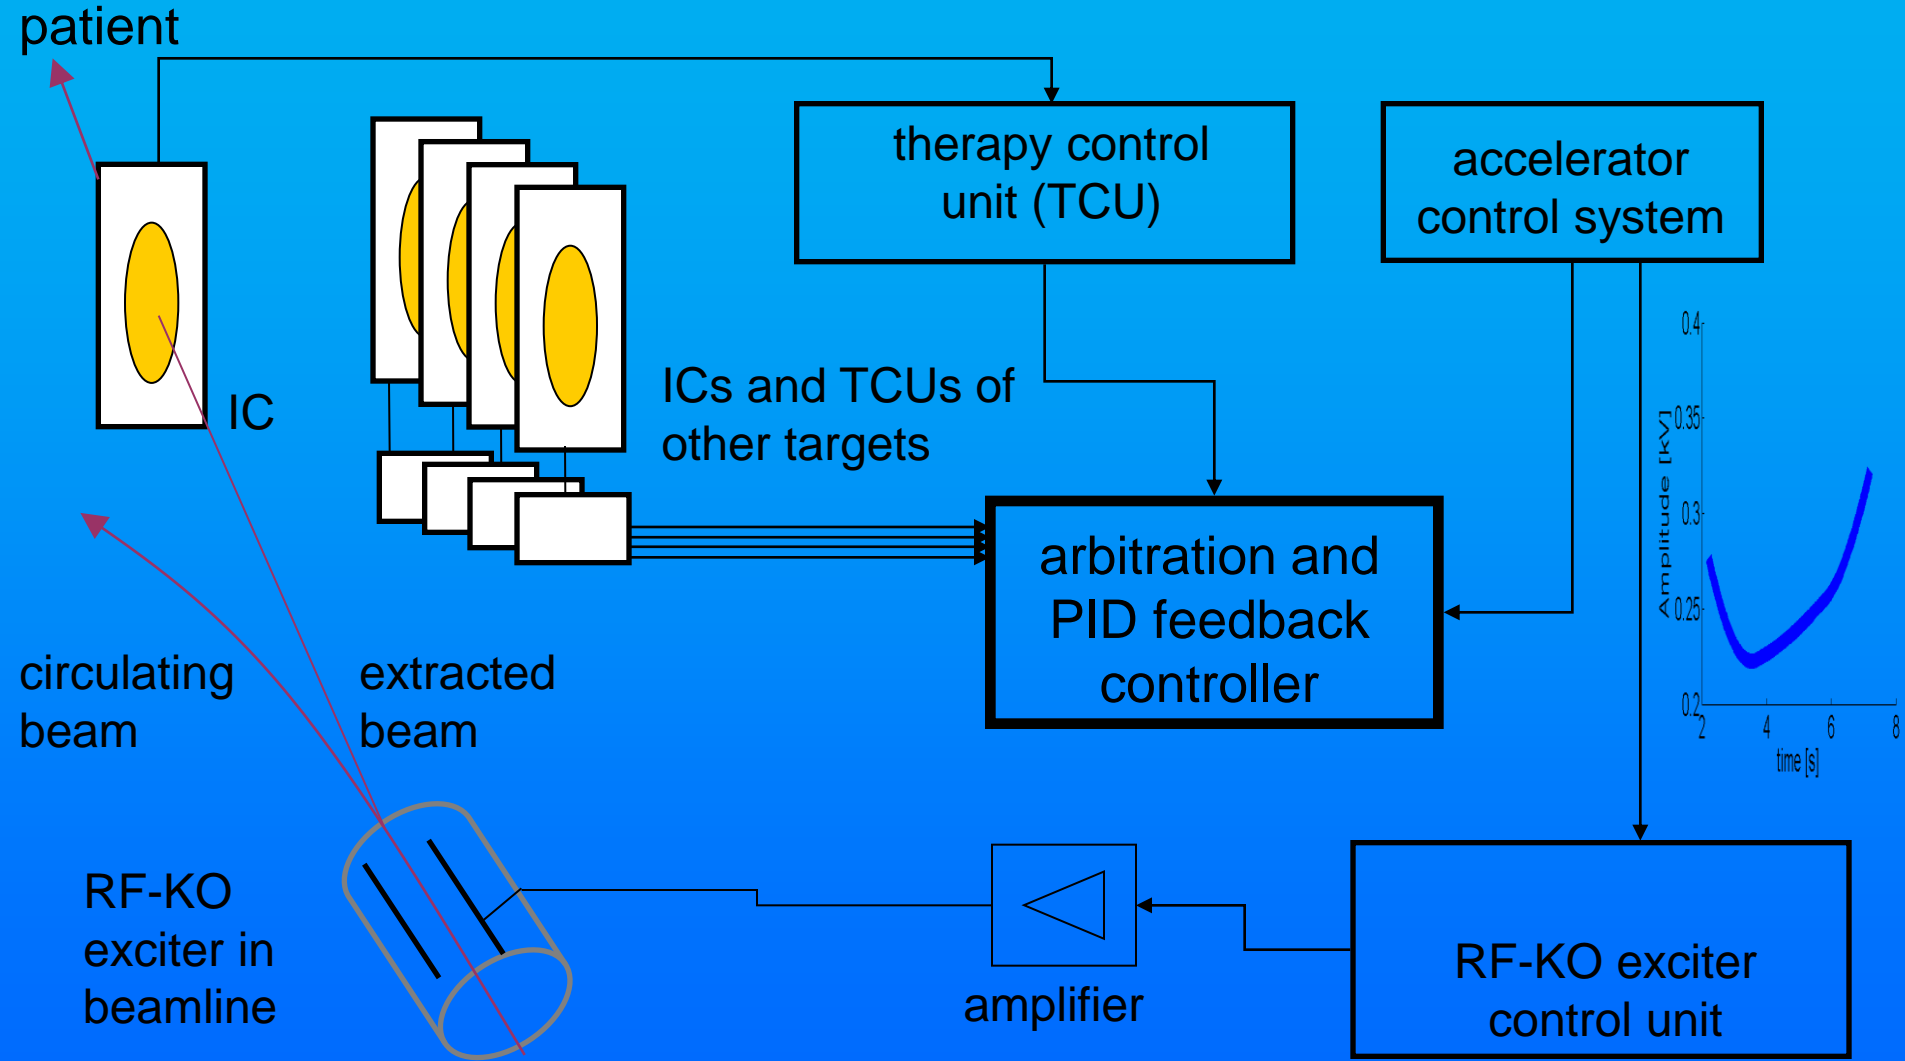 patient
therapy control
unit (TCU)
accelerator
control system
IC
ICs and TCUs of
other targets
0.4
0.35
0.3
0.25
0.2
Amplitude [kV]
2
4
6
8
time [s]
arbitration and
PID feedback
controller
circulating
beam
extracted
beam
RF-KO
exciter in
beamline
amplifier
RF-KO exciter
control unit